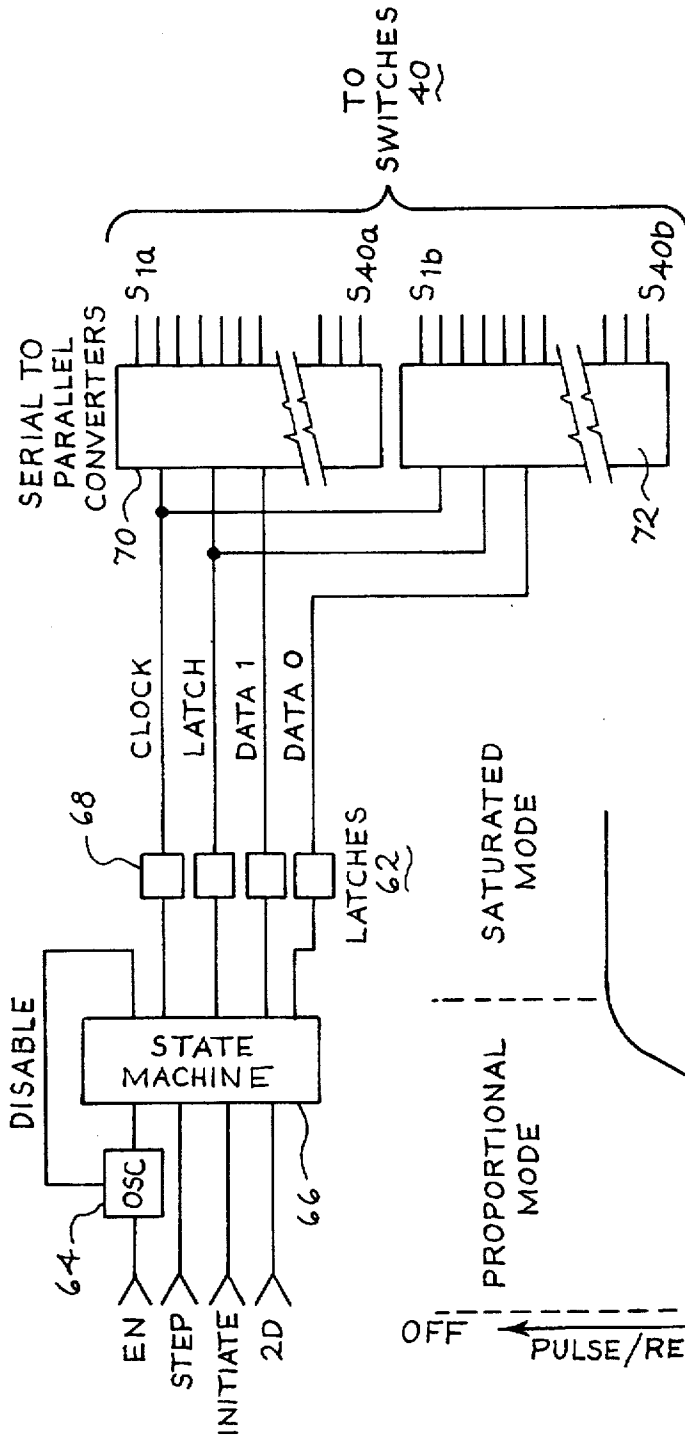 DISABLE
64
OSC
EN
STEP
INITIATE
2D
STATE
MACHINE
66
68
CLOCK
LATCH
DATA 1
DATA 0
LATCHES
62
SERIAL TO
PARALLEL
CONVERTERS
70
S1a
S40a
S1b
S40b
72
TO
SWITCHES
40
OFF
PROPORTIONAL
MODE
SATURATED
MODE
PULSE/RE